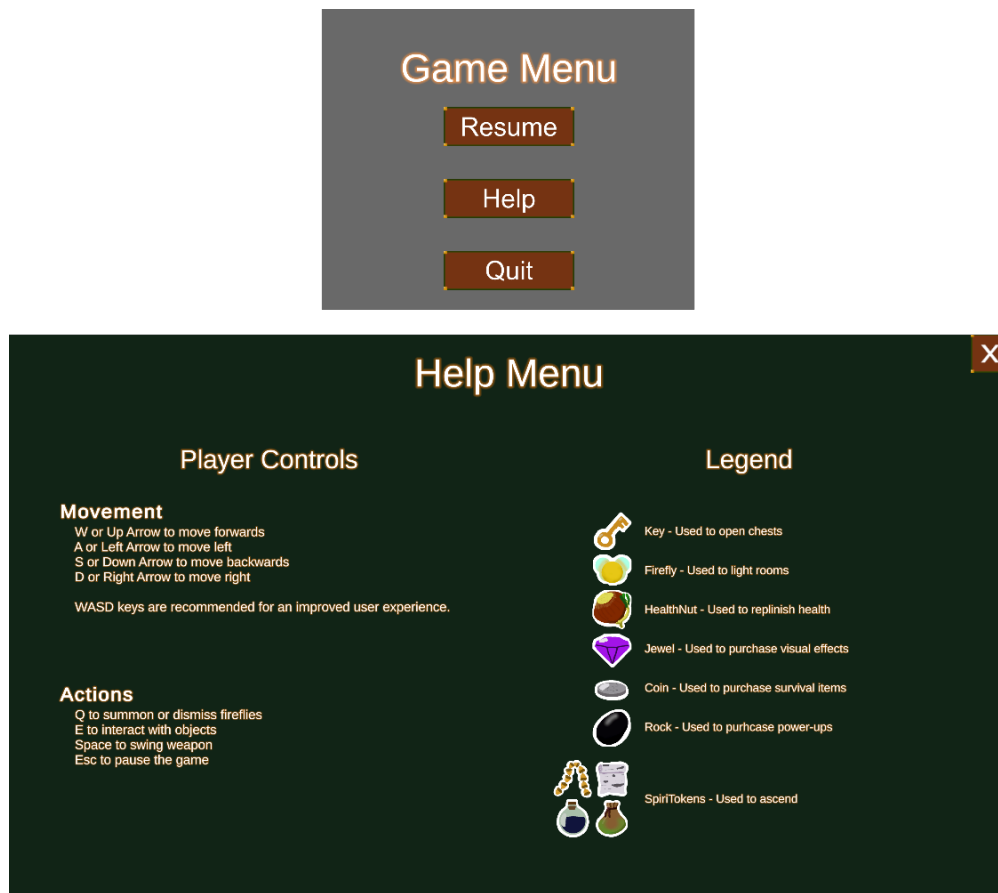 Game Menu
Resume
Help
Quit
Help Menu
X
Player Controls
Movement
W or Up Arrow to move forwards
A or Left Arrow to move left
S or Down Arrow to move backwards
D or Right Arrow to move right
WASD keys are recommended for an improved user experience.
Actions
Q to summon or dismiss fireflies
E to interact with objects
Space to swing weapon
Esc to pause the game
Legend
Key - Used to open chests
Firefly - Used to light rooms
HealthNut - Used to replinish health
Jewel - Used to purchase visual effects
Coin - Used to purchase survival items
Rock - Used to purhcase power-ups
SpiriTokens - Used to ascend